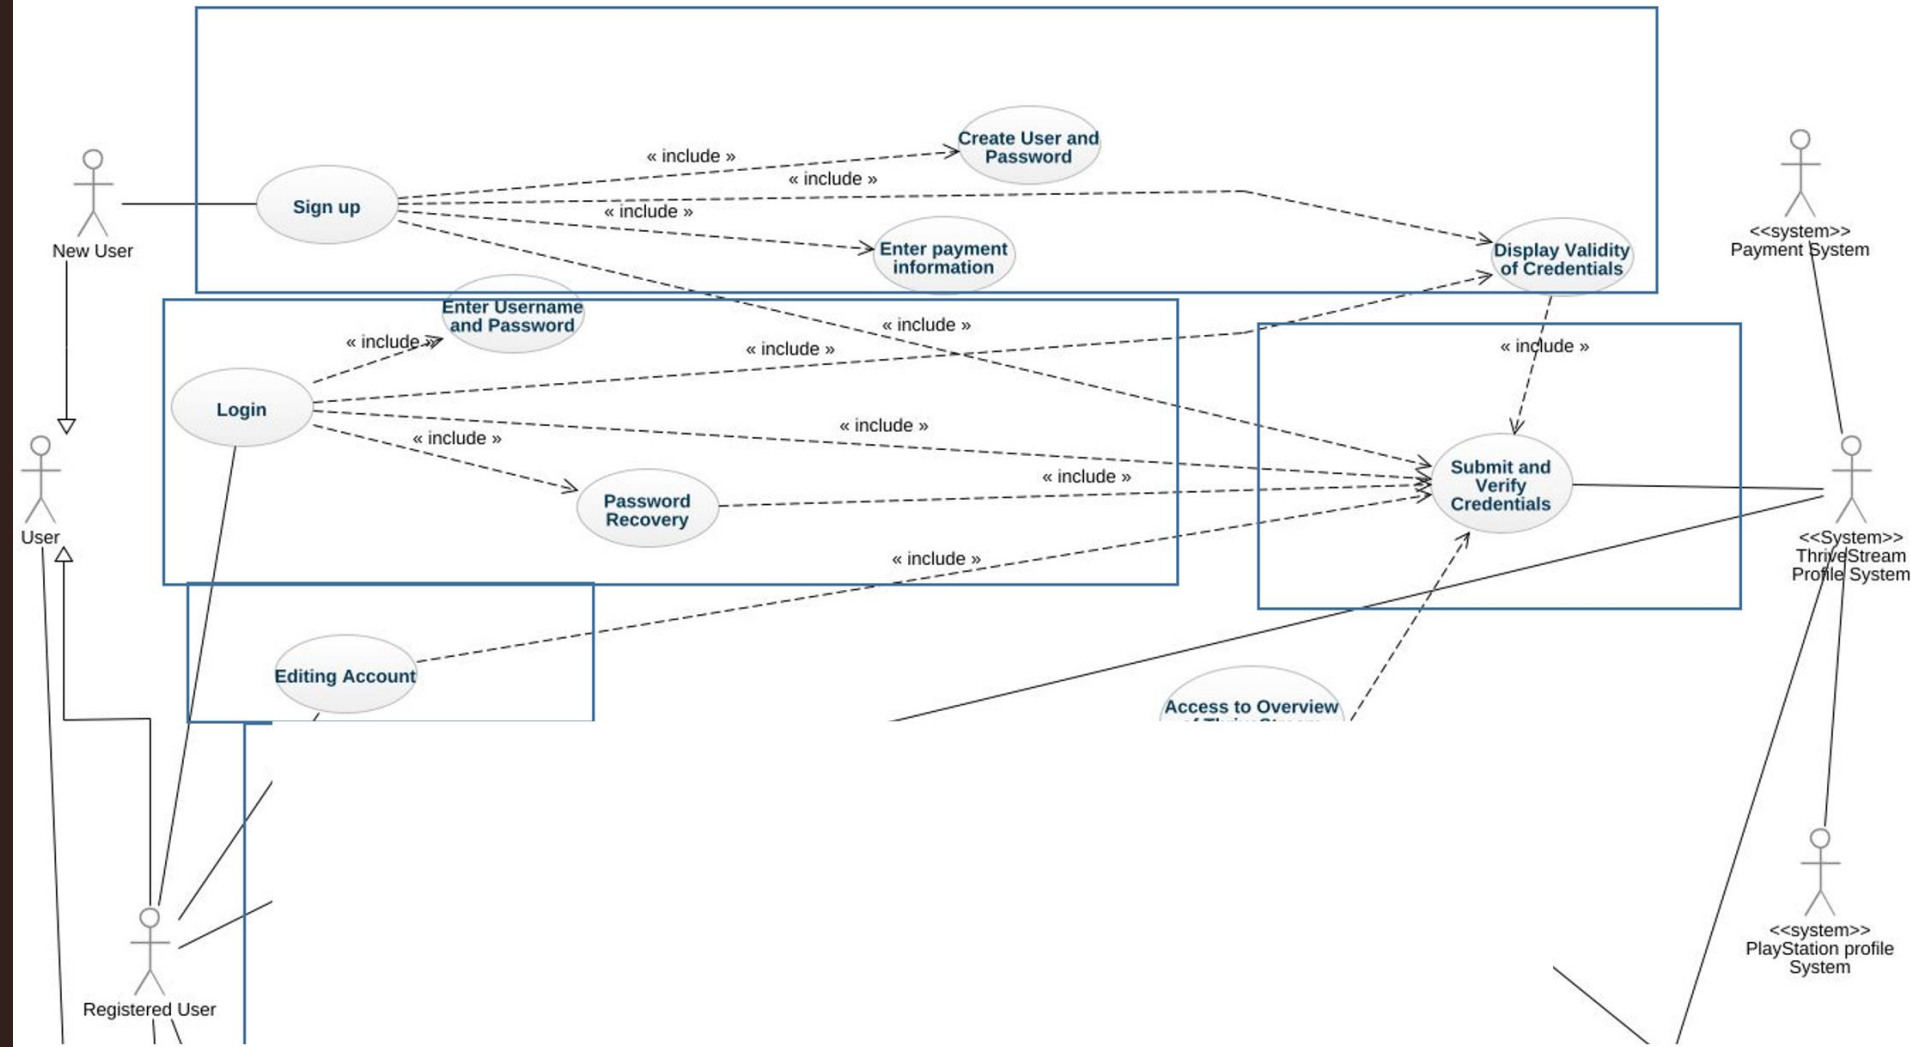 Create User and
Password
« include »
« include »
Sign up
« include »
New User
Enter payment
information
Display Validity
of Credentials
<<system>>
Payment System
Enter Username
and Password
« include »
« include »
« include »
« include »
Login
« include »
« include »
Submit and
Verify
Credentials
« include »
Password
Recovery
User
<<System>>
ThriveStream
Profile System
« include »
Editing Account
Access to Overview
of ThriveStream
<<system>>
PlayStation profile
System
Registered User